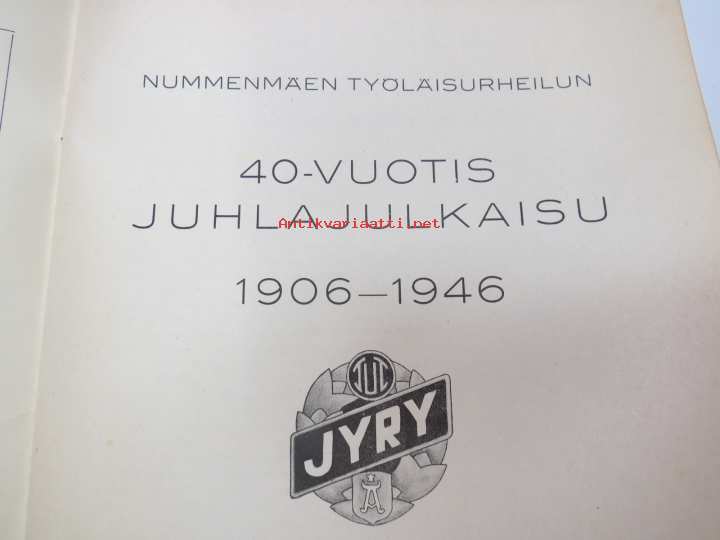 NUMMENMÄEN TYÖLÄISURHEILUN
40-VUOTIS
JUHLAJULKAISU
Antikvariaatti.net
1906—1946
TUL
JYRY